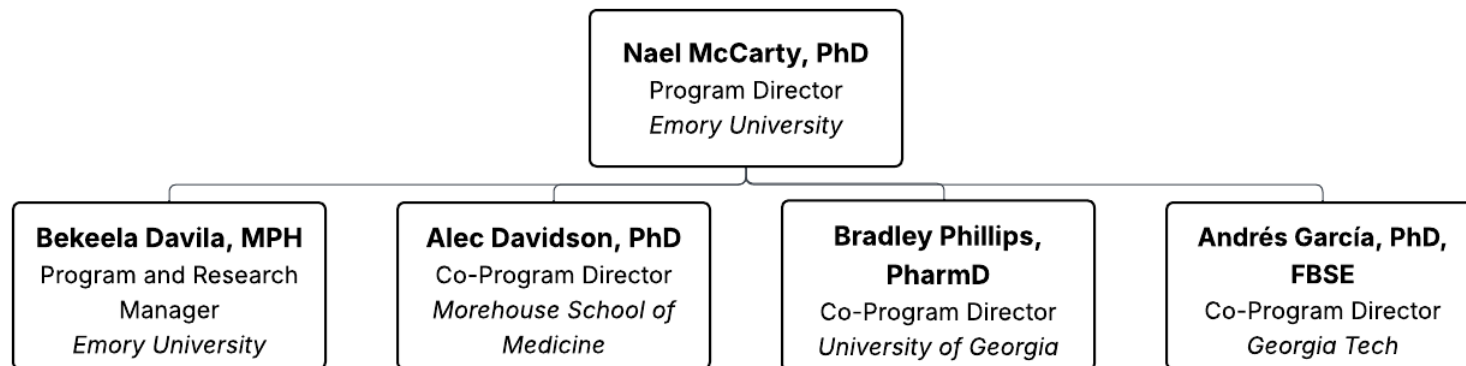 Nael McCarty, PhD
Program Director
Emory University
Bekeela Davila, MPH
Program and Research
Manager
Emory University
Alec Davidson, PhD
Co-Program Director
Morehouse School of
Medicine
Bradley Phillips,
PharmD
Co-Program Director
University of Georgia
Andrés García, PhD,
FBSE
Co-Program Director
Georgia Tech